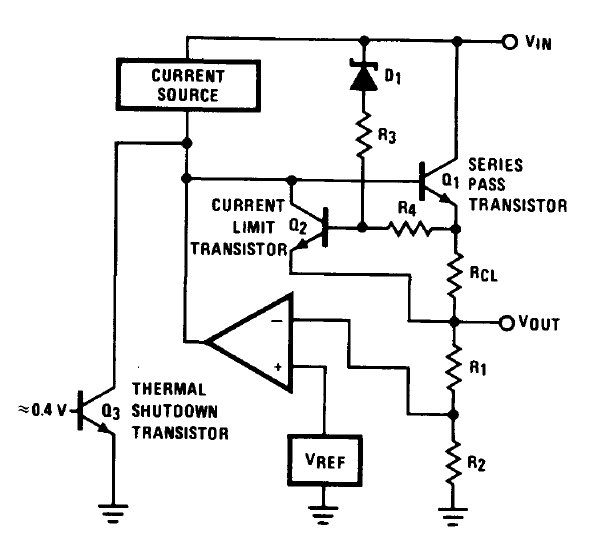 VIN
CURRENT
SOURCE
D1
R3
SERIES
PASS
TRANSISTOR
Q1
CURRENT
LIMIT
TRANSISTOR
Q2
R4
RCL
VOUT
−
+
R1
≈0.4 V
Q3
THERMAL
SHUTDOWN
TRANSISTOR
VREF
R2